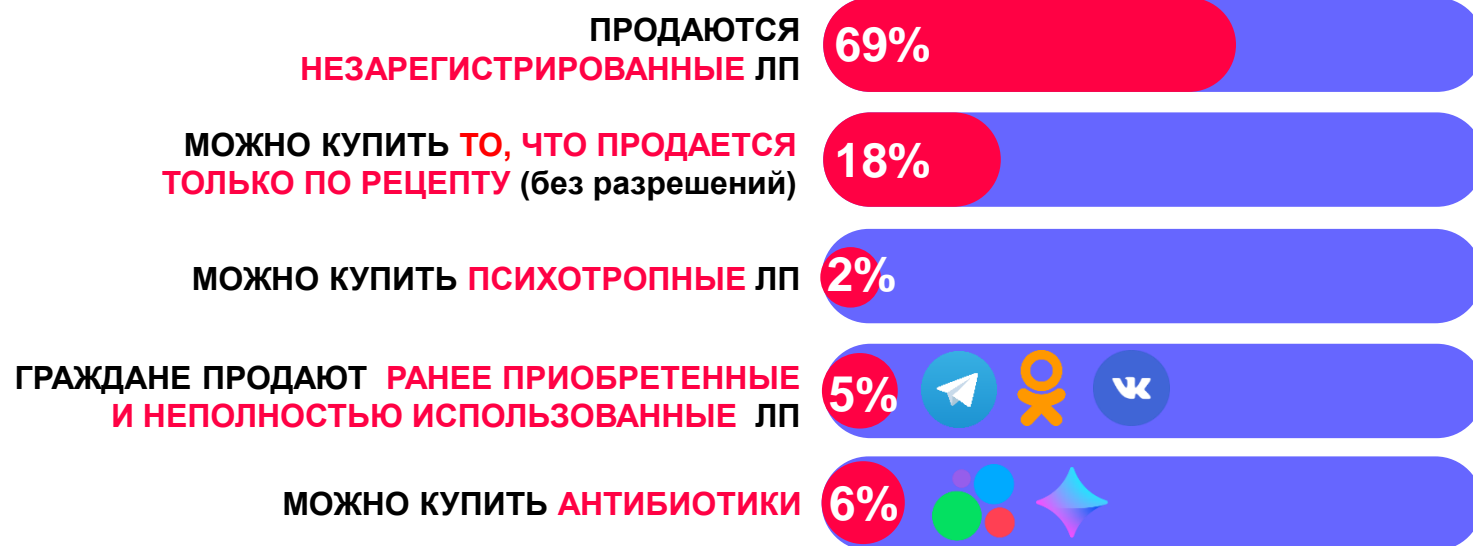 ПРОДАЮТСЯ
НЕЗАРЕГИСТРИРОВАННЫЕ ЛП
69%
МОЖНО КУПИТЬ ТО, ЧТО ПРОДАЕТСЯ
ТОЛЬКО ПО РЕЦЕПТУ (без разрешений)
18%
МОЖНО КУПИТЬ ПСИХОТРОПНЫЕ ЛП
2%
ГРАЖДАНЕ ПРОДАЮТ РАНЕЕ ПРИОБРЕТЕННЫЕ
И НЕПОЛНОСТЬЮ ИСПОЛЬЗОВАННЫЕ ЛП
5%
МОЖНО КУПИТЬ АНТИБИОТИКИ
6%